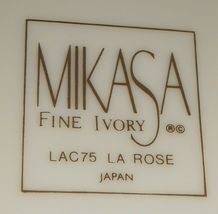 MIKASA
FINE IVORY ®©
LAC75 LA ROSE
JAPAN